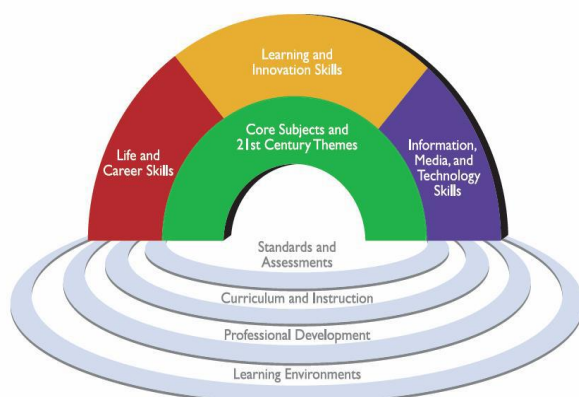 Learning and
Innovation Skills
Core Subjects and
21st Century Themes
Life and
Career Skills
Information,
Media, and
Technology
Skills
Standards and
Assessments
Curriculum and Instruction
Professional Development
Learning Environments